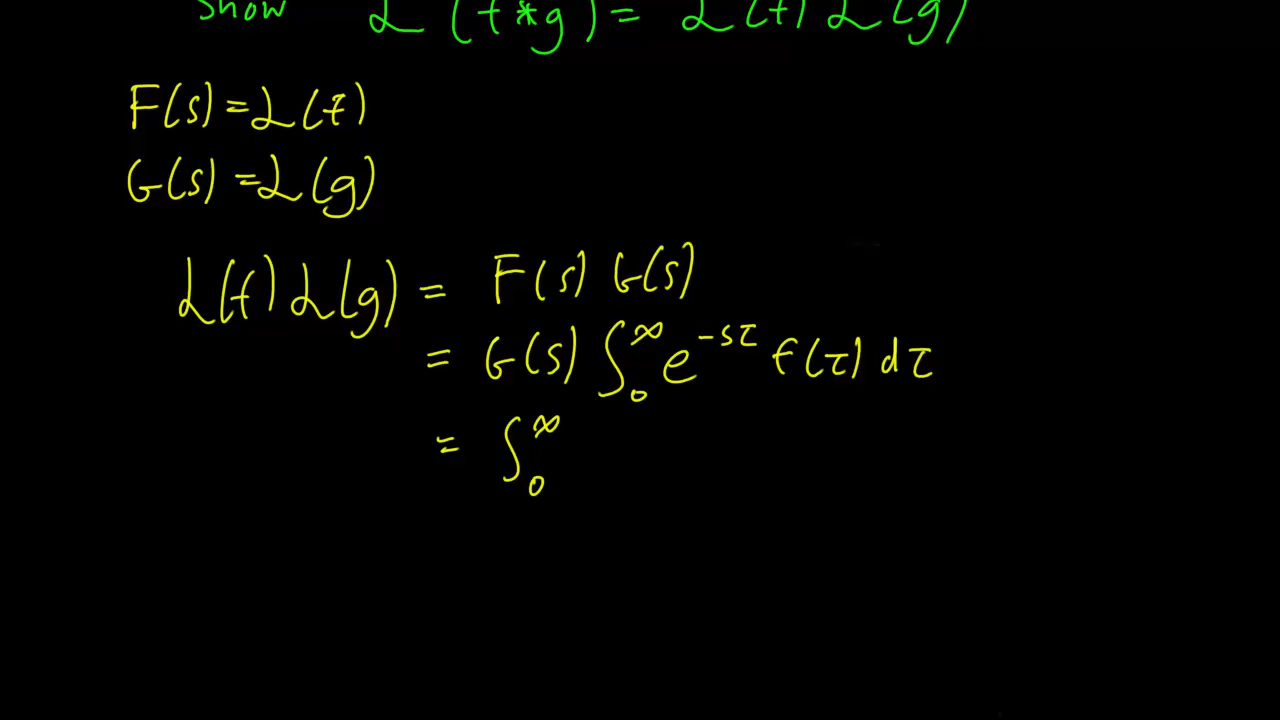 Show ℒ(f*g) = ℒ(f) ℒ(g)
F(s) = ℒ(f)
G(s) = ℒ(g)
ℒ(f) ℒ(g) = F(s) G(s)
= G(s) ∫₀^∞ e^{-sτ} f(τ) dτ
= ∫₀^∞